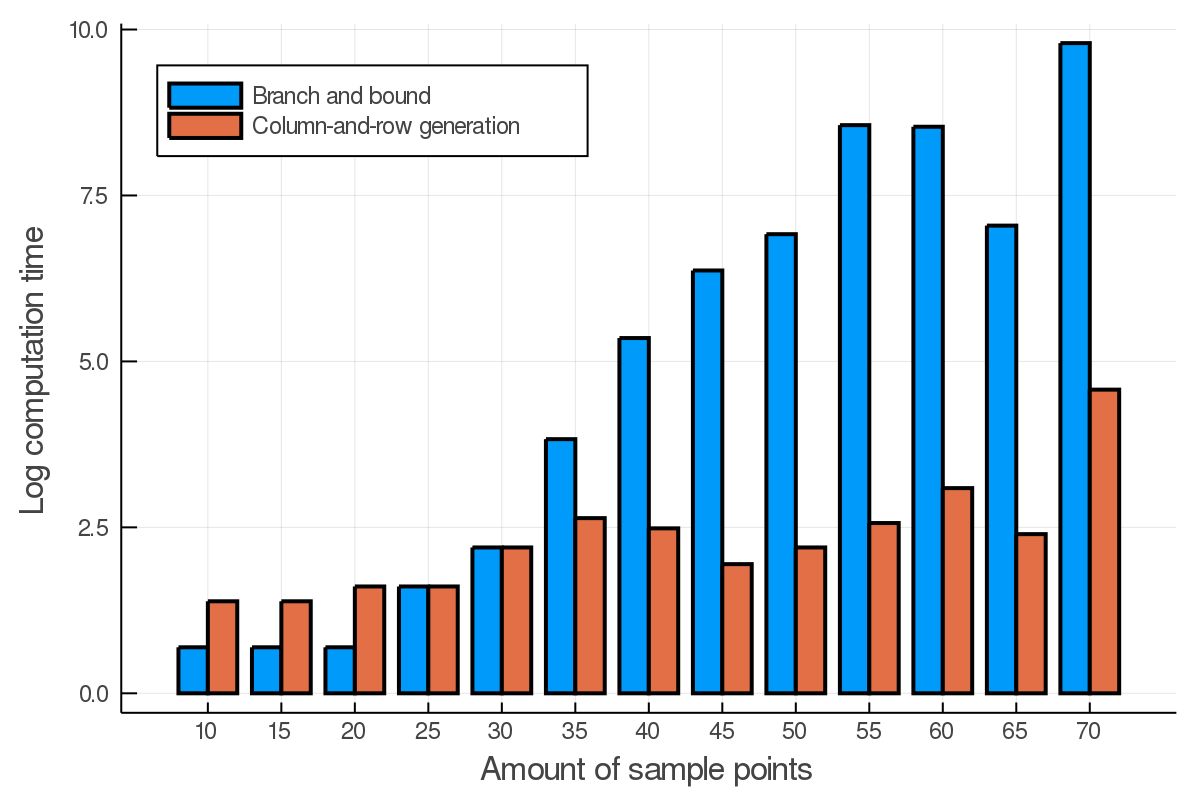 Branch and bound
Column-and-row generation
Log computation time
10.0
7.5
5.0
2.5
0.0
10 15 20 25 30 35 40 45 50 55 60 65 70
Amount of sample points